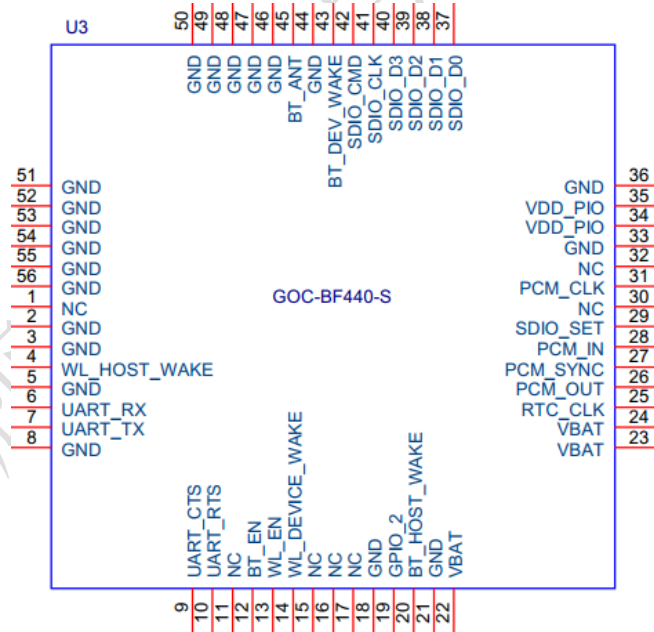 U3
50 GND
49 GND
48 GND
47 GND
46 GND
45 BT_ANT
44 GND
43 BT_DEV_WAKE
42 SDIO_CMD
41 SDIO_CLK
40 SDIO_D3
39 SDIO_D2
38 SDIO_D1
37 SDIO_D0
51 GND
52 GND
53 GND
54 GND
55 GND
56 GND
1 NC
2 GND
3 GND
4 WL_HOST_WAKE
5 GND
6 UART_RX
7 UART_TX
8 GND
GOC-BF440-S
GND 36
VDD_PIO 35
VDD_PIO 34
GND 33
NC 32
PCM_CLK 31
NC 30
SDIO_SET 29
PCM_IN 28
PCM_SYNC 27
PCM_OUT 26
RTC_CLK 25
VBAT 24
VBAT 23
UART_CTS 9
UART_RTS 10
NC 11
BT_EN 12
WL_EN 13
WL_DEVICE_WAKE 14
NC 15
NC 16
NC 17
GND 18
GPIO_2 19
BT_HOST_WAKE 20
GND 21
VBAT 22